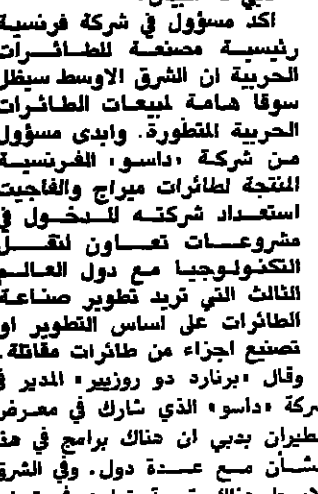 اكد مسؤول في شركة فرنسية
رئيسية مصنعة للطائرات
الحربية ان الشرق الاوسط سيظل
سوقا هامة لمبيعات الطائرات
الحربية المتطورة. وابدى مسؤول
من شركة «داسو» الفرنسية
المنتجة لطائرات ميراج والفاجيت
استعداد شركته للدخول في
مشروعات تعاون لنقل
التكنولوجيا مع دول العالم
الثالث التي تريد تطوير صناعة
الطائرات على اساس التطوير او
تصنيع اجزاء من طائرات مقاتلة.
وقال «برنارد دو روزيير» المدير في
شركة «داسو» الذي شارك في معرض
الطيران بدبي ان هناك برامج في هذا
الشأن مع عدة دول. وفي الشرق